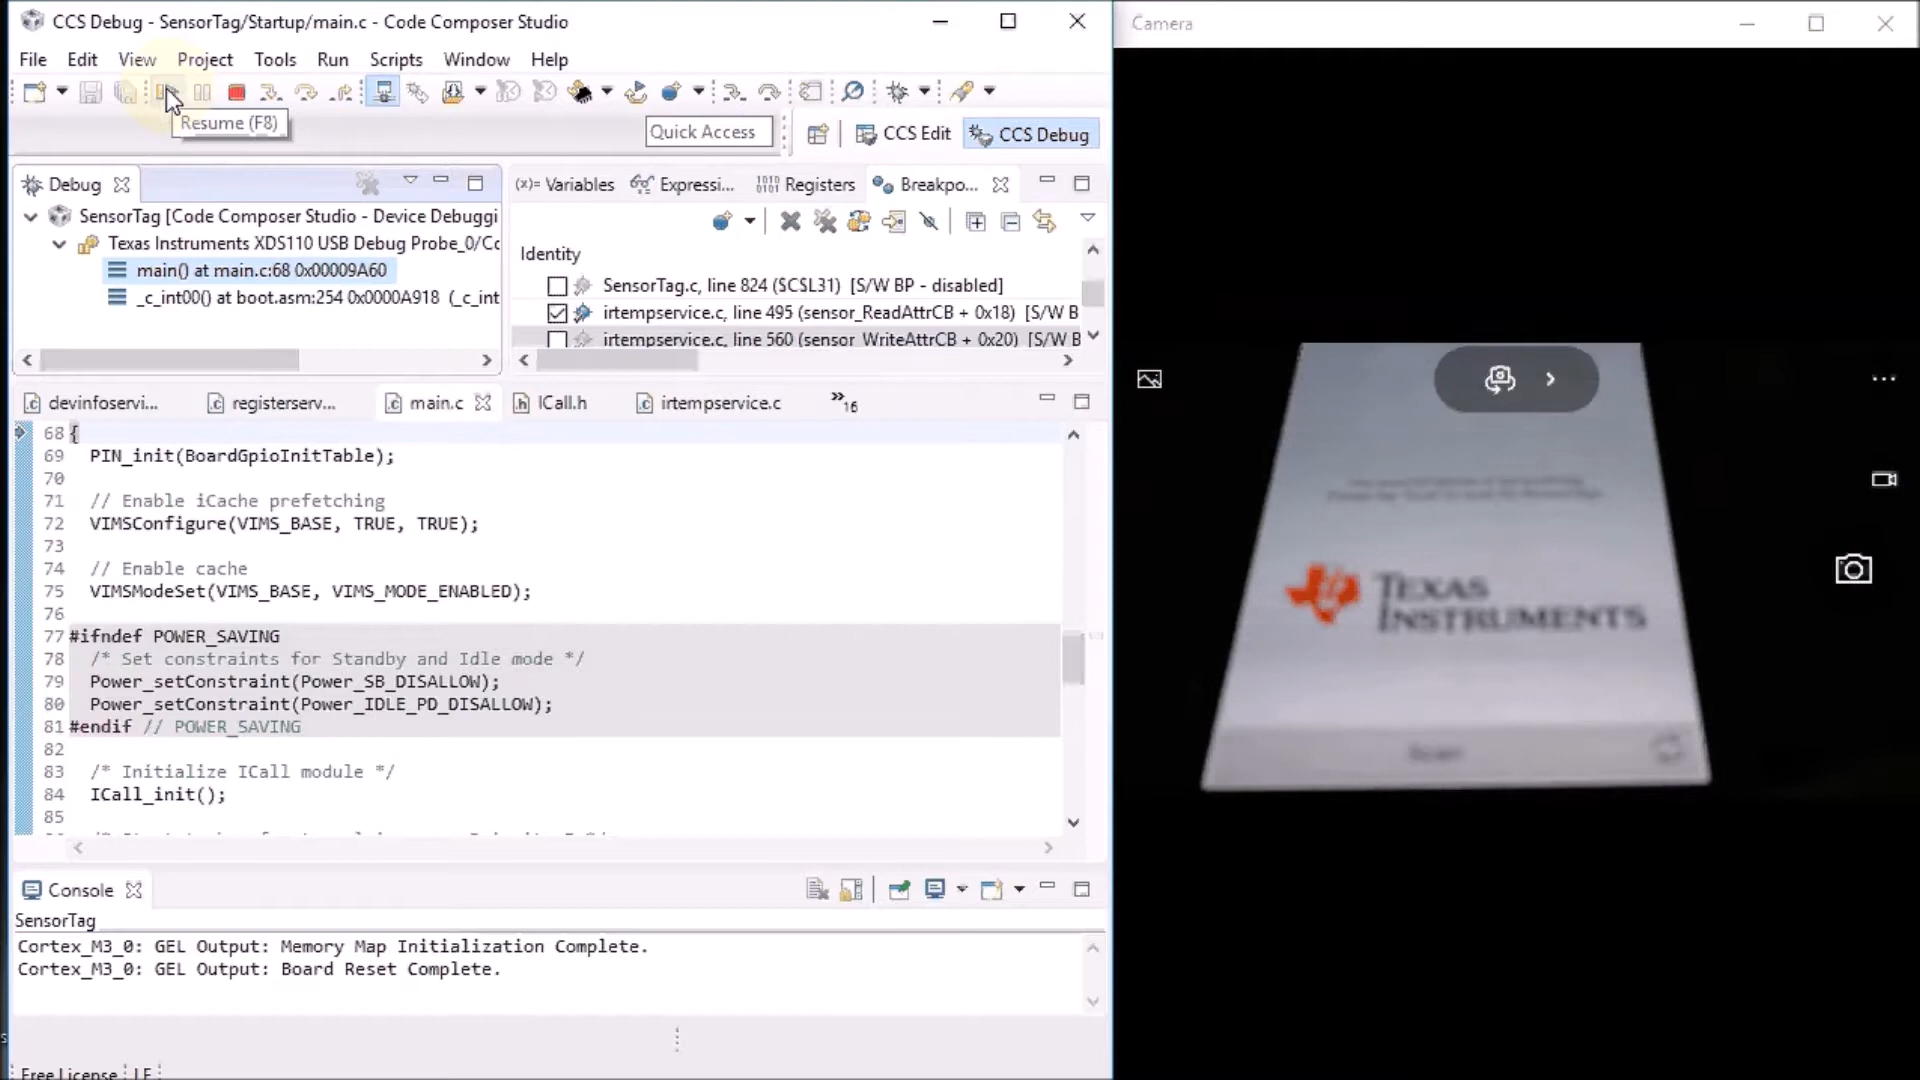 CCS Debug - SensorTag/Startup/main.c - Code Composer Studio
File Edit View Project Tools Run Scripts Window Help
Resume (F8)
Quick Access
CCS Edit
CCS Debug
Debug
SensorTag [Code Composer Studio - Device Debuggi
Texas Instruments XDS110 USB Debug Probe_0/Co
main() at main.c:68 0x00009A60
_c_int00() at boot.asm:254 0x0000A918 (_c_int
(x)= Variables
Expressi...
1010 0101 Registers
Breakpo...
Identity
SensorTag.c, line 824 ($C$L31) [S/W BP - disabled]
irtempservice.c, line 495 (sensor_ReadAttrCB + 0x18) [S/W B
irtempservice.c, line 560 (sensor_WriteAttrCB + 0x20) [S/W B
devinfoservi...
registerserv...
main.c
ICall.h
irtempservice.c
»16
68 {
69 PIN_init(BoardGpioInitTable);
70
71 // Enable iCache prefetching
72 VIMSConfigure(VIMS_BASE, TRUE, TRUE);
73
74 // Enable cache
75 VIMSModeSet(VIMS_BASE, VIMS_MODE_ENABLED);
76
77 #ifndef POWER_SAVING
78 /* Set constraints for Standby and Idle mode */
79 Power_setConstraint(Power_SB_DISALLOW);
80 Power_setConstraint(Power_IDLE_PD_DISALLOW);
81 #endif // POWER_SAVING
82
83 /* Initialize ICall module */
84 ICall_init();
85
Console
SensorTag
Cortex_M3_0: GEL Output: Memory Map Initialization Complete.
Cortex_M3_0: GEL Output: Board Reset Complete.
Free License
LE
Camera
TEXAS
INSTRUMENTS
Scan